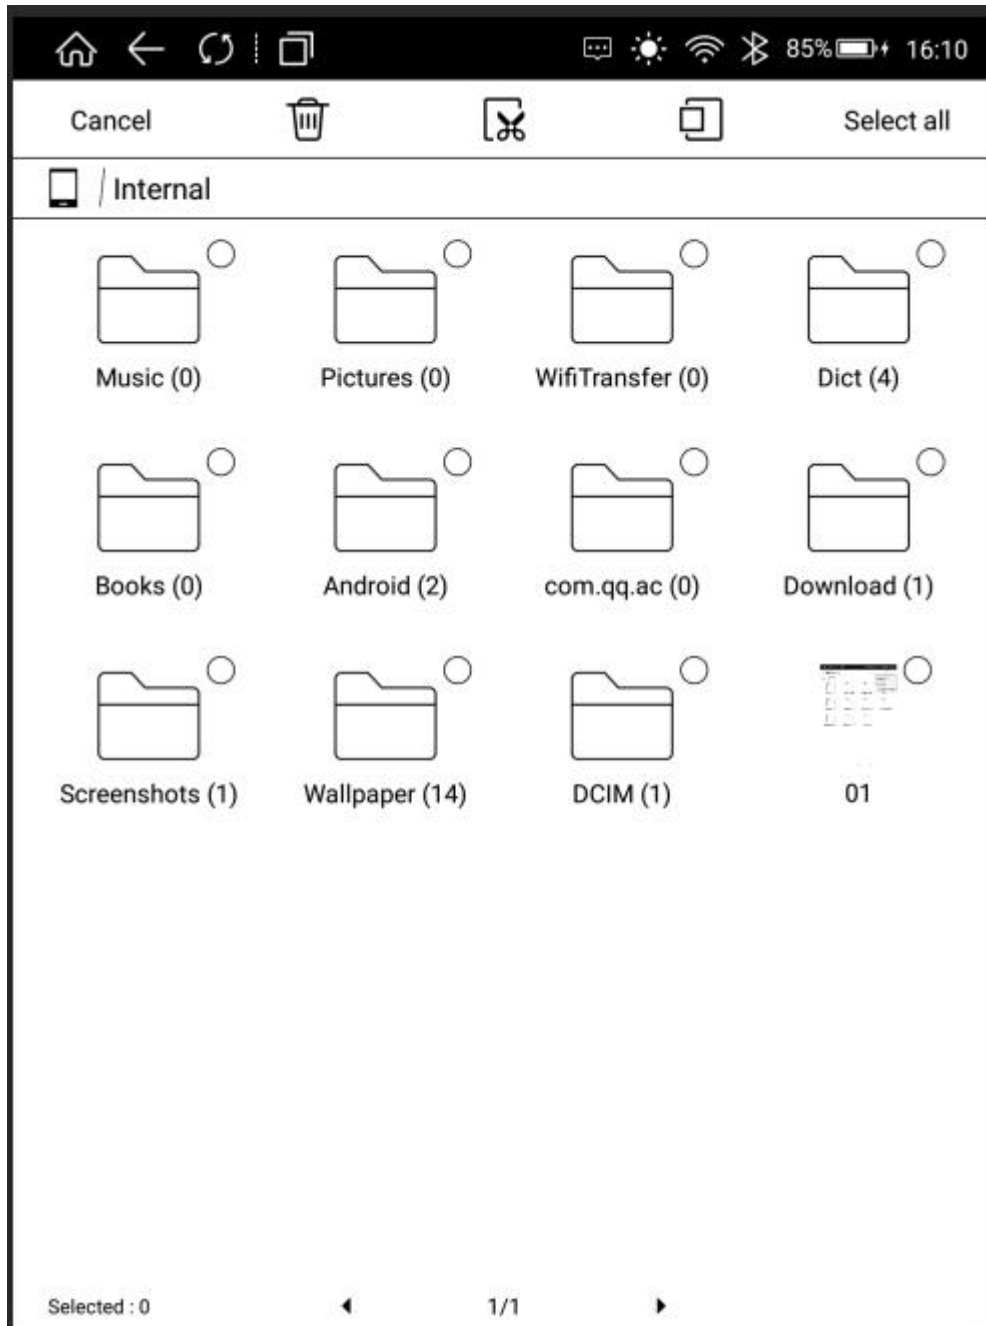 85% 16:10
Cancel Select all
/ Internal
Music (0) Pictures (0) WifiTransfer (0) Dict (4)
Books (0) Android (2) com.qq.ac (0) Download (1)
Screenshots (1) Wallpaper (14) DCIM (1) 01
Selected : 0 1/1